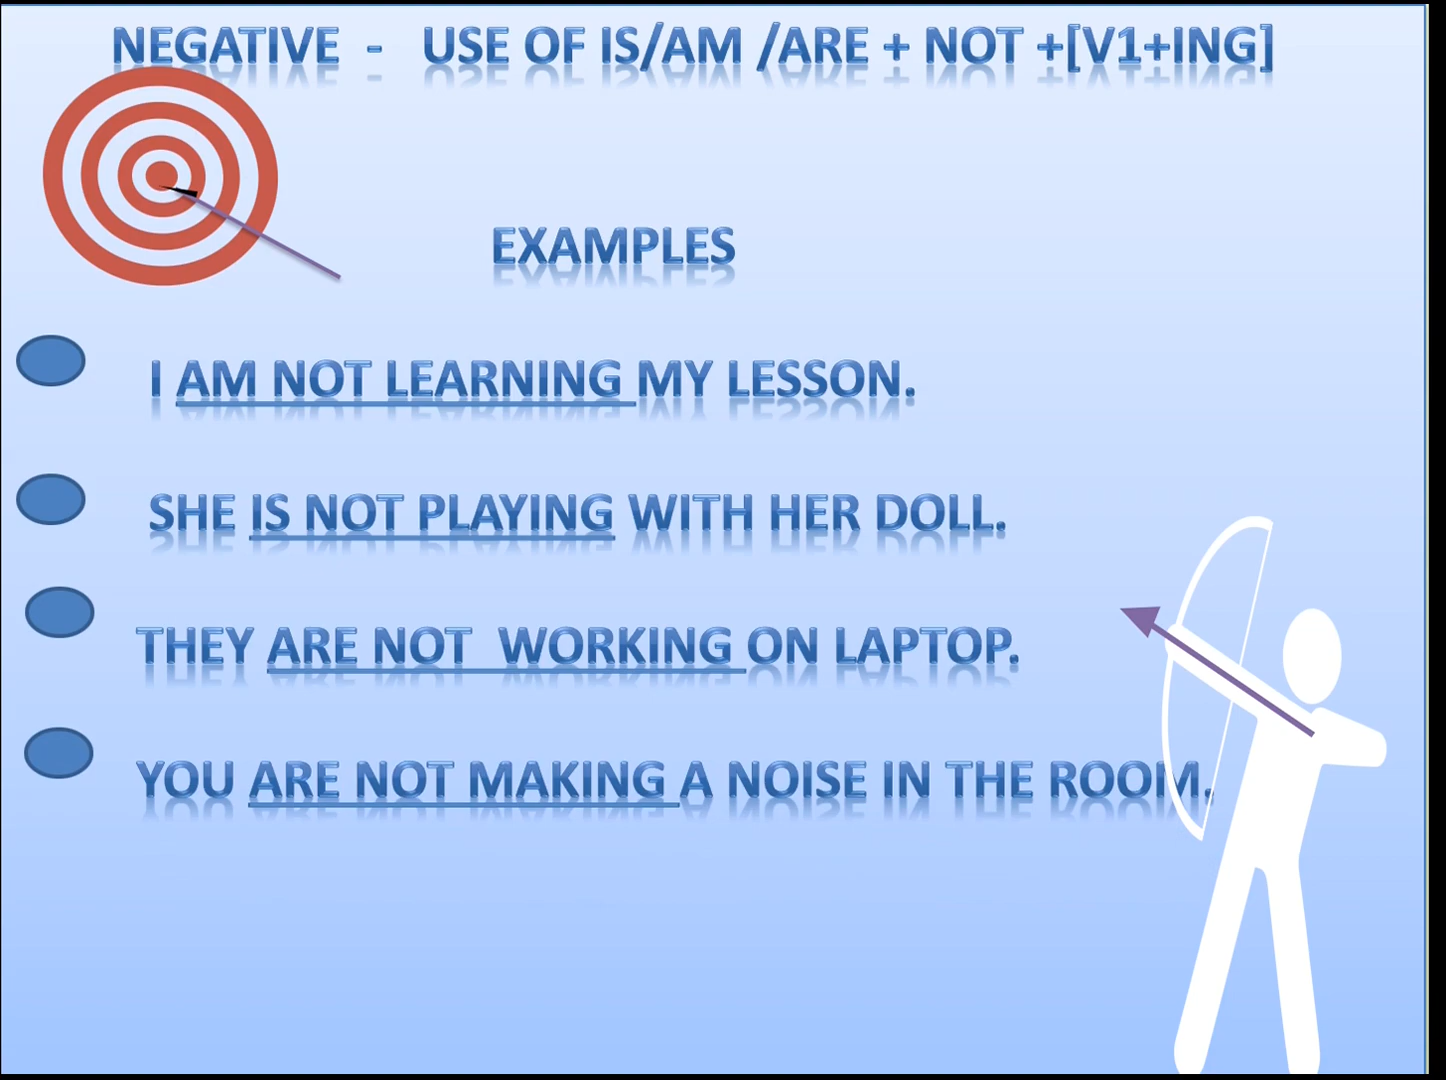 NEGATIVE - USE OF IS/AM /ARE + NOT +[V1+ING]
EXAMPLES
I AM NOT LEARNING MY LESSON.
SHE IS NOT PLAYING WITH HER DOLL.
THEY ARE NOT WORKING ON LAPTOP.
YOU ARE NOT MAKING A NOISE IN THE ROOM.